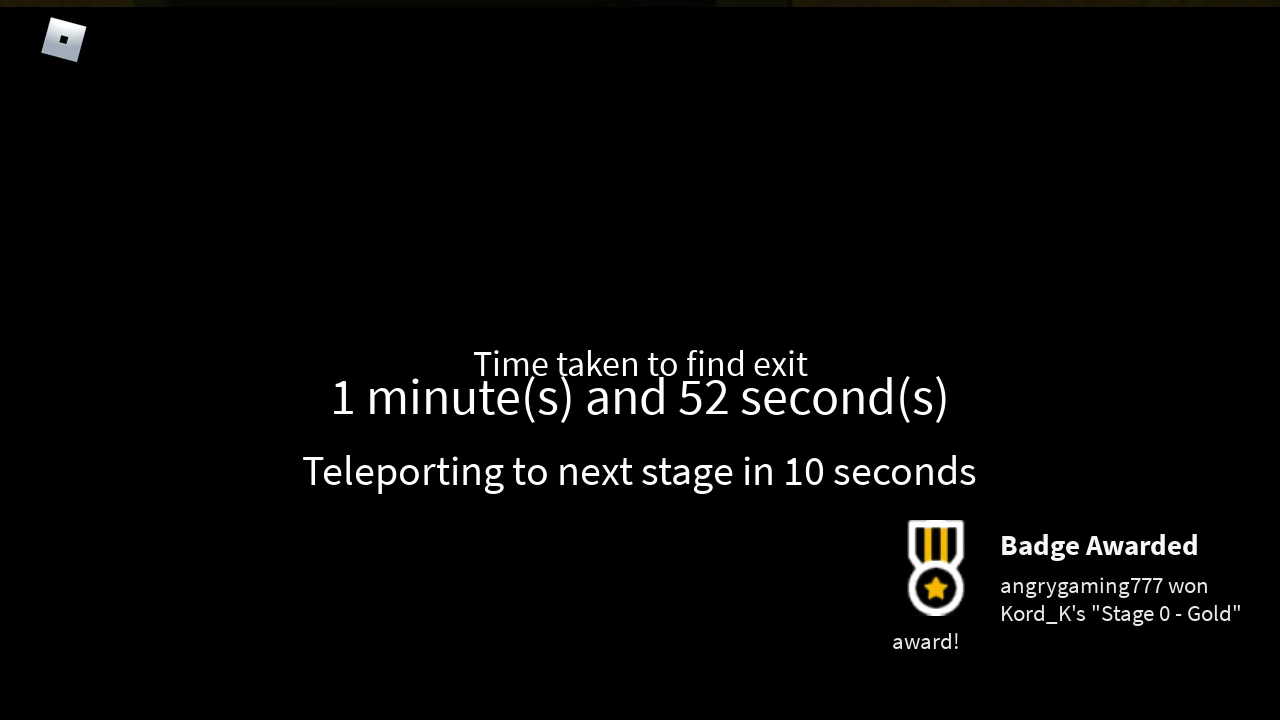 Time taken to find exit
1 minute(s) and 52 second(s)
Teleporting to next stage in 10 seconds
Badge Awarded
angrygaming777 won
Kord_K's "Stage 0 - Gold"
award!